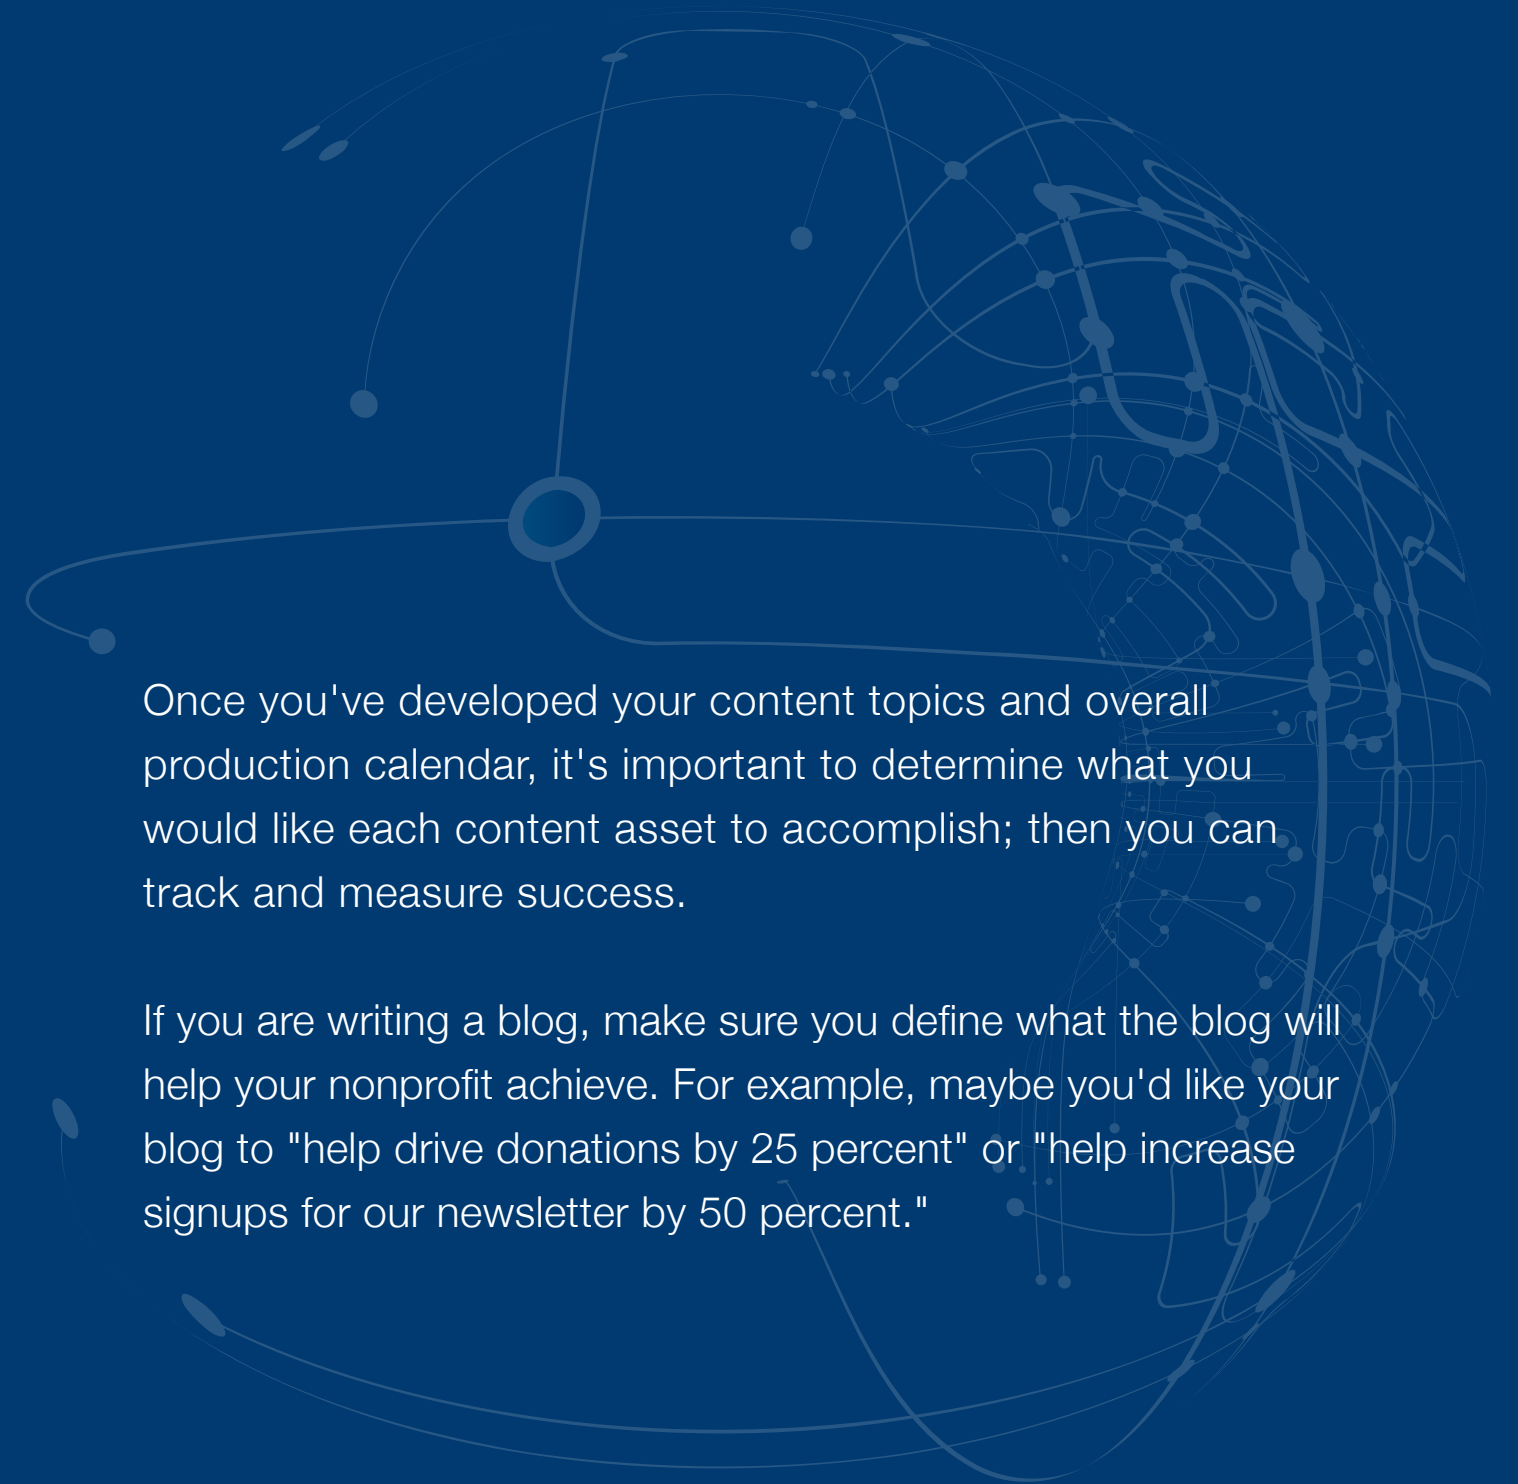 Once you've developed your content topics and overall
production calendar, it's important to determine what you
would like each content asset to accomplish; then you can
track and measure success.
If you are writing a blog, make sure you define what the blog will
help your nonprofit achieve. For example, maybe you'd like your
blog to "help drive donations by 25 percent" or "help increase
signups for our newsletter by 50 percent."